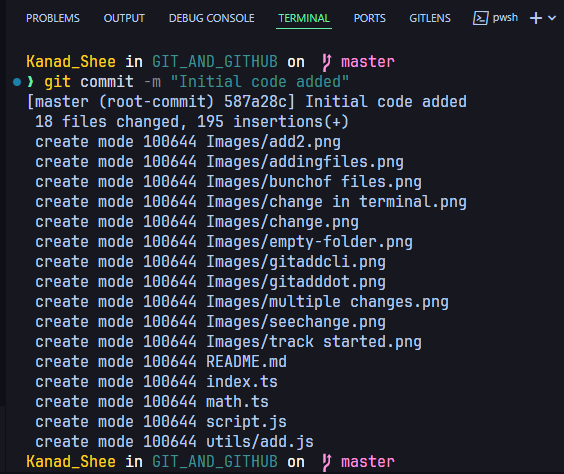 PROBLEMS OUTPUT DEBUG CONSOLE TERMINAL PORTS GITLENS pwsh
Kanad_Shee in GIT_AND_GITHUB on master
❯ git commit -m "Initial code added"
[master (root-commit) 587a28c] Initial code added
18 files changed, 195 insertions(+)
create mode 100644 Images/add2.png
create mode 100644 Images/addingfiles.png
create mode 100644 Images/bunchof files.png
create mode 100644 Images/change in terminal.png
create mode 100644 Images/change.png
create mode 100644 Images/empty-folder.png
create mode 100644 Images/gitaddcli.png
create mode 100644 Images/gitadddot.png
create mode 100644 Images/multiple changes.png
create mode 100644 Images/seechange.png
create mode 100644 Images/track started.png
create mode 100644 README.md
create mode 100644 index.ts
create mode 100644 math.ts
create mode 100644 script.js
create mode 100644 utils/add.js
Kanad_Shee in GIT_AND_GITHUB on master